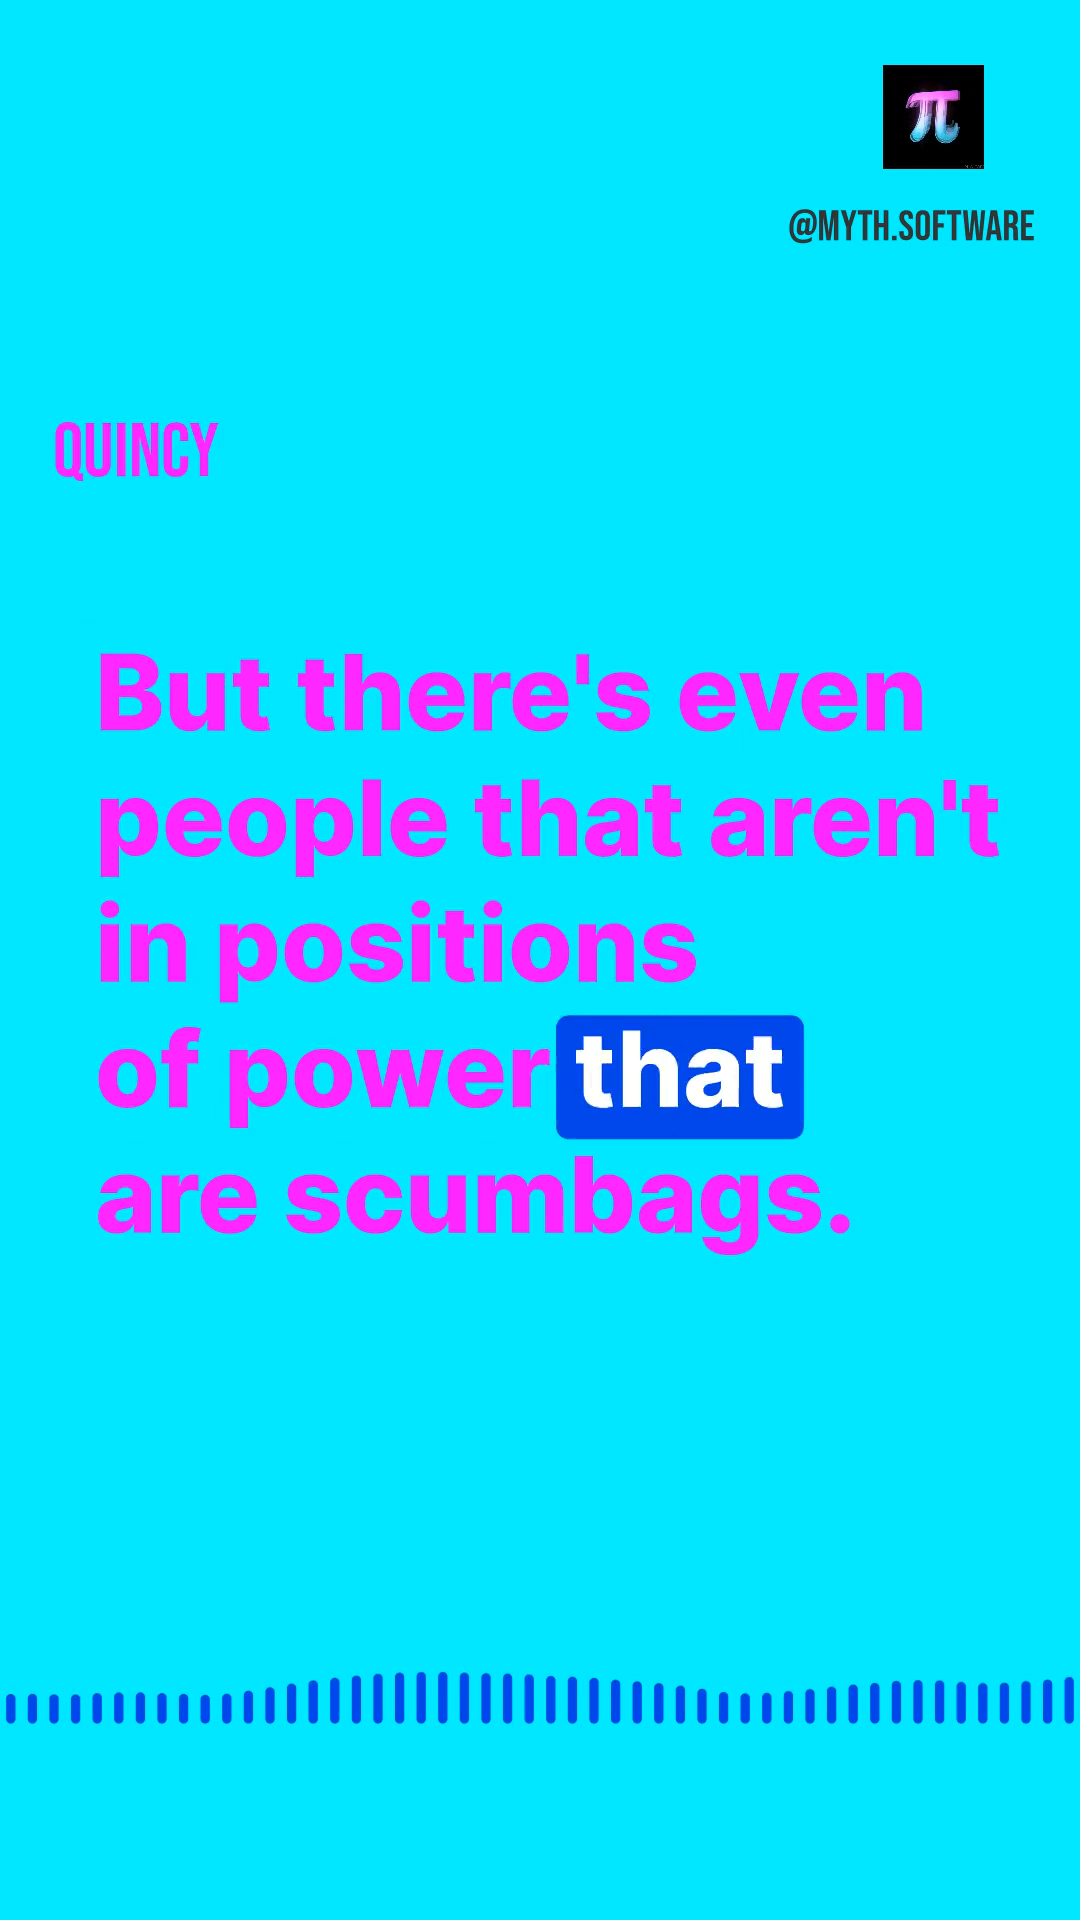 π
@MYTH.SOFTWARE
QUINCY
But there's even
people that aren't
in positions
of power that
are scumbags.